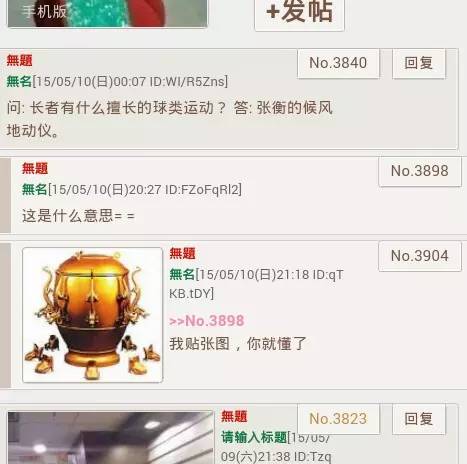 手机版
+发帖
無題
No.3840
回复
無名[15/05/10(日)00:07 ID:WI/R5Zns]
问: 长者有什么擅长的球类运动？ 答: 张衡的候风
地动仪。
無題
No.3898
無名[15/05/10(日)20:27 ID:FZoFqRl2]
这是什么意思= =
無題
No.3904
無名[15/05/10(日)21:18 ID:qT
KB.tDY]
>>No.3898
我贴张图，你就懂了
無題
No.3823
回复
请输入标题[15/05/
09(六)21:38 ID:Tzq